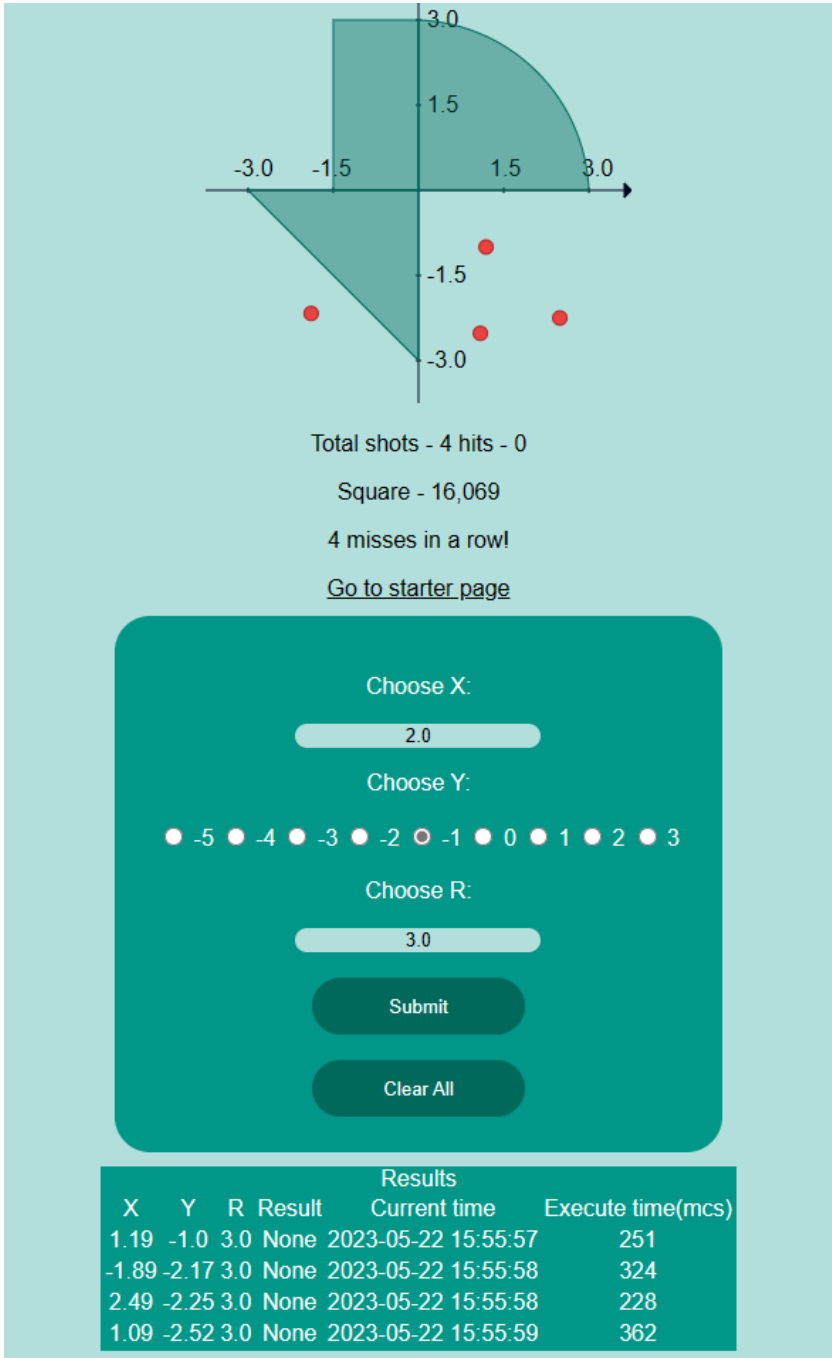 3.0
1.5
-3.0 -1.5 1.5 3.0
-1.5
-3.0
Total shots - 4 hits - 0
Square - 16,069
4 misses in a row!
Go to starter page
Choose X:
2.0
Choose Y:
-5 -4 -3 -2 -1 0 1 2 3
Choose R:
3.0
Submit
Clear All
Results
X Y R Result Current time Execute time(mcs)
1.19 -1.0 3.0 None 2023-05-22 15:55:57 251
-1.89 -2.17 3.0 None 2023-05-22 15:55:58 324
2.49 -2.25 3.0 None 2023-05-22 15:55:58 228
1.09 -2.52 3.0 None 2023-05-22 15:55:59 362